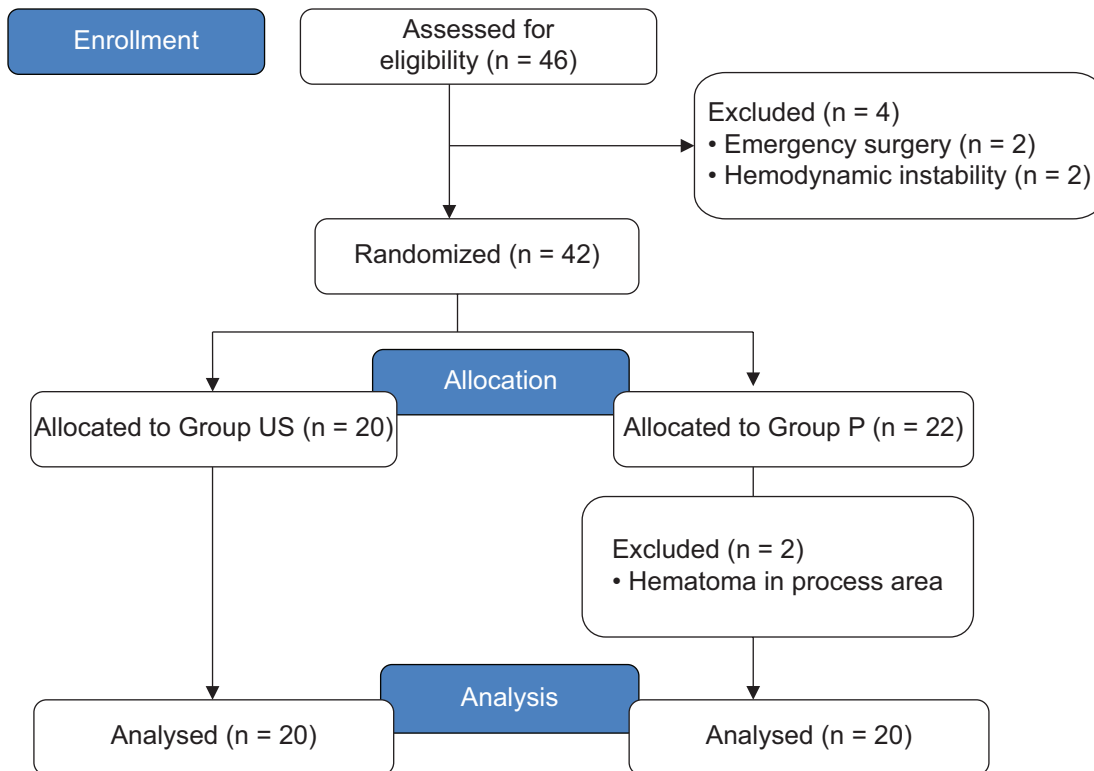 Enrollment
Assessed for
eligibility (n = 46)
Excluded (n = 4)
• Emergency surgery (n = 2)
• Hemodynamic instability (n = 2)
Randomized (n = 42)
Allocation
Allocated to Group US (n = 20)
Allocated to Group P (n = 22)
Excluded (n = 2)
• Hematoma in process area
Analysis
Analysed (n = 20)
Analysed (n = 20)